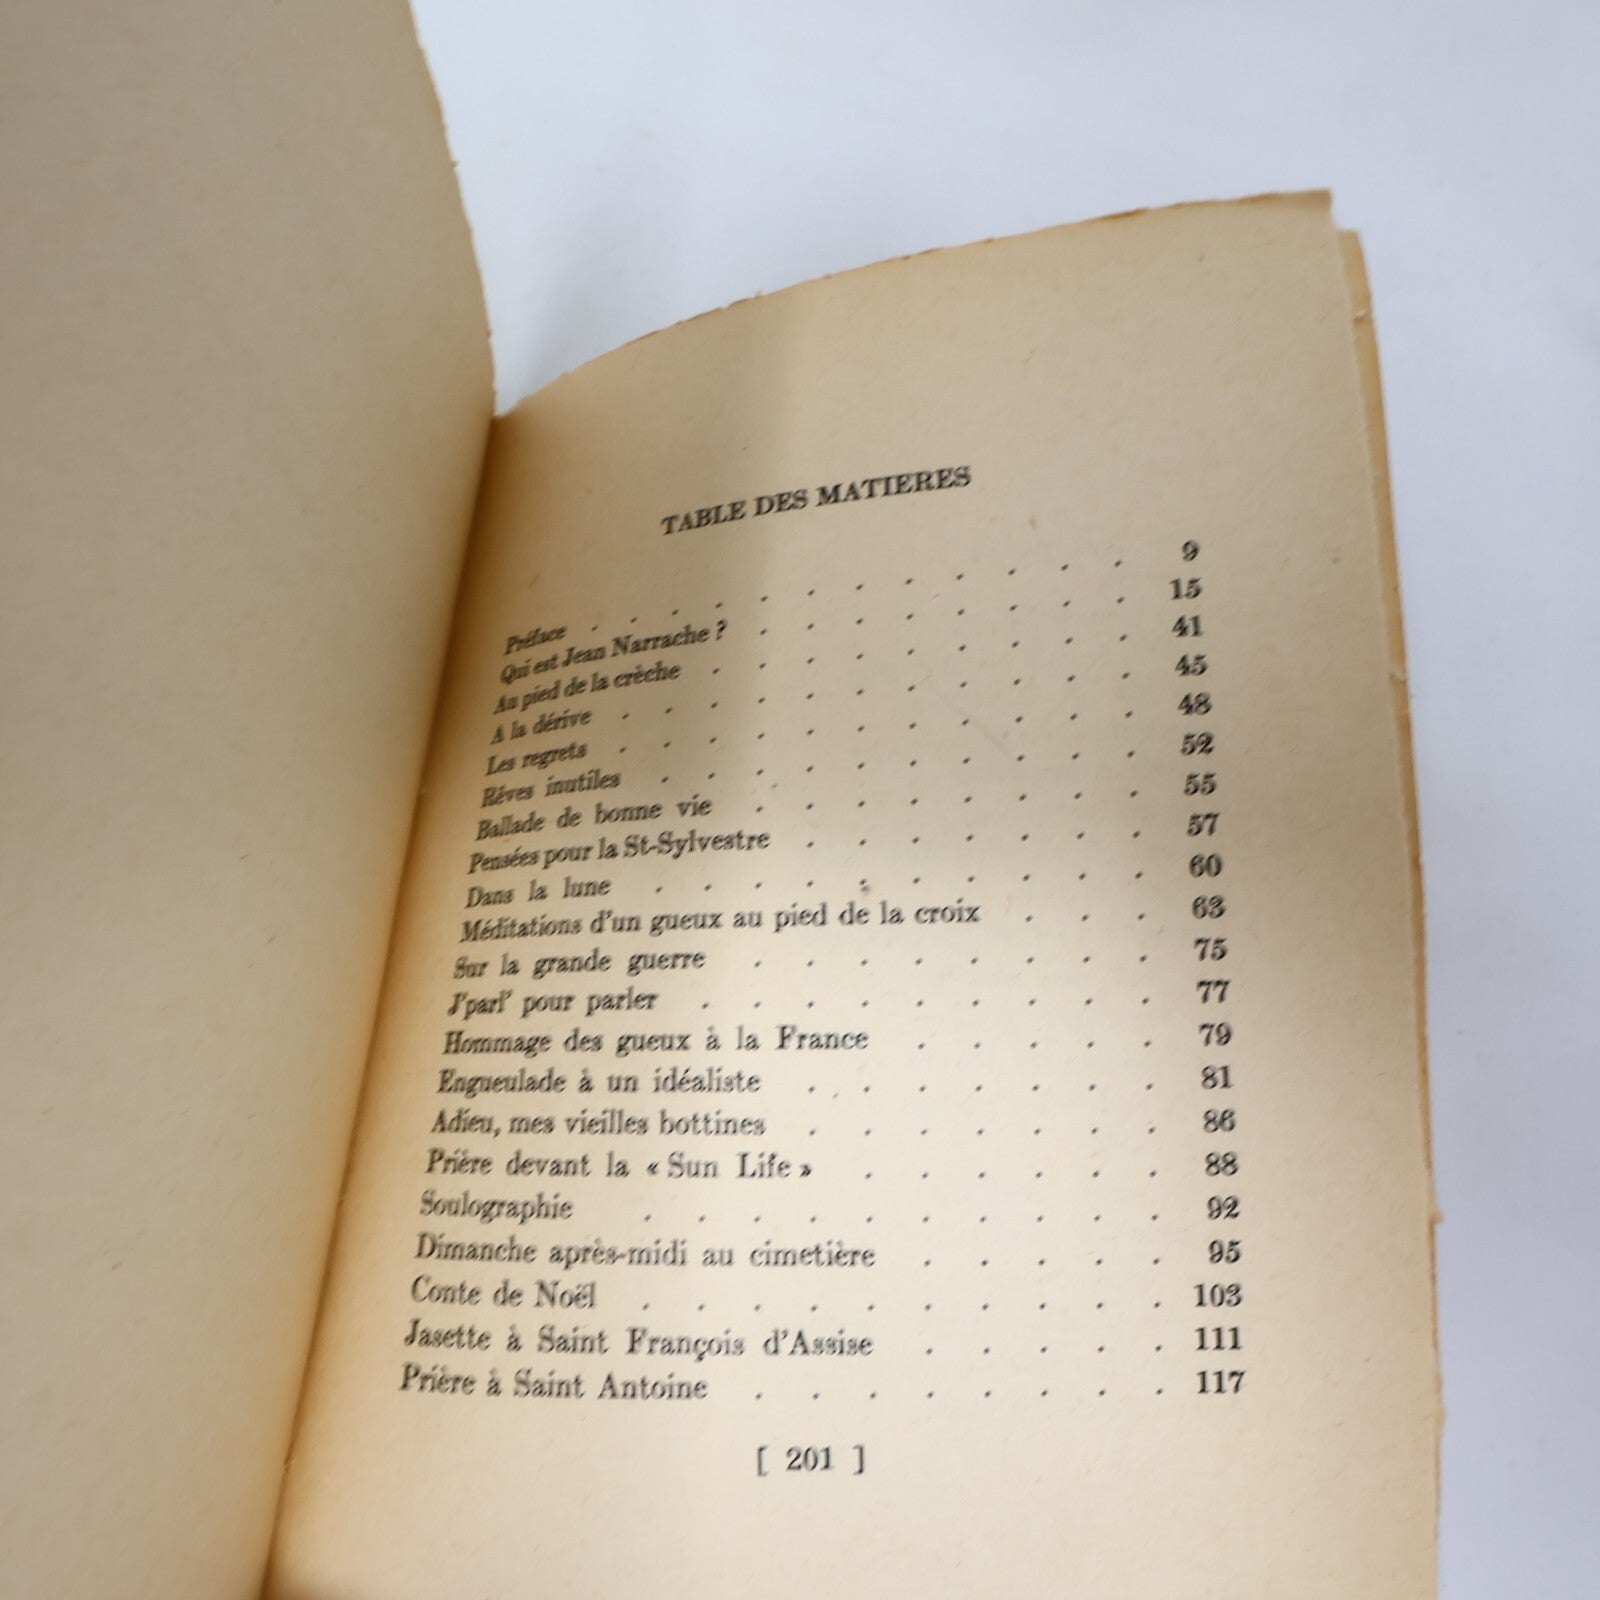 TABLE DES MATIERES
Préface . . . . . . . . . . . . 9
Qui est Jean Narrache ? . . . . . . . . 15
Au pied de la crèche . . . . . . . . . 41
A la dérive . . . . . . . . . . . 45
Les regrets . . . . . . . . . . . 48
Rêves inutiles . . . . . . . . . . 52
Ballade de bonne vie . . . . . . . . 55
Pensées pour la St-Sylvestre . . . . . . . 57
Dans la lune . . . . . . . . . . 60
Méditations d'un gueux au pied de la croix . . . 63
Sur la grande guerre . . . . . . . . 75
J'parl' pour parler . . . . . . . . . 77
Hommage des gueux à la France . . . . . 79
Engueulade à un idéaliste . . . . . . . 81
Adieu, mes vieilles bottines . . . . . . . 86
Prière devant la « Sun Life » . . . . . . 88
Soulographie . . . . . . . . . . 92
Dimanche après-midi au cimetière . . . . . 95
Conte de Noël . . . . . . . . . . 103
Jasette à Saint François d'Assise . . . . . 111
Prière à Saint Antoine . . . . . . . . 117
[ 201 ]